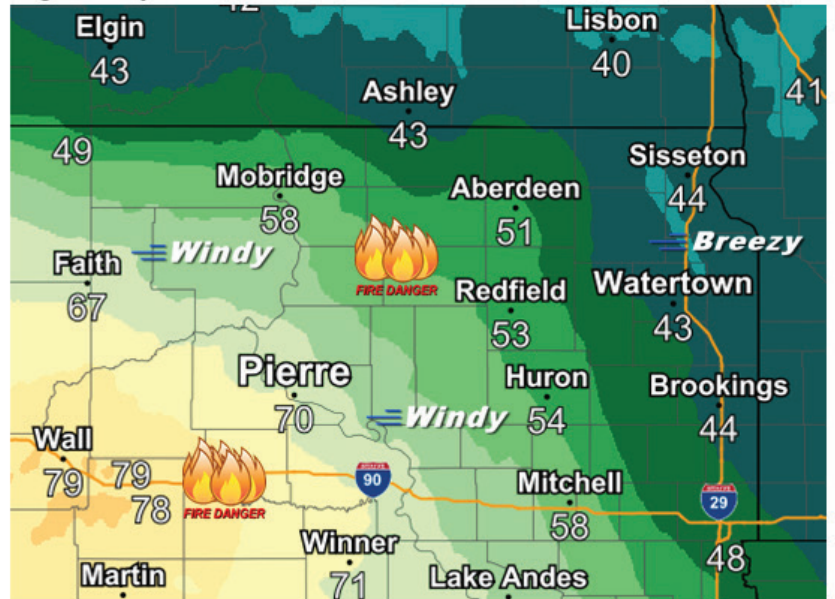 42
Elgin
43
Lisbon
40
Ashley
43
41
49
Mobridge
58
Aberdeen
51
Sisseton
44
Windy
Breezy
Faith
67
FIRE DANGER
Redfield
53
Watertown
43
Pierre
70
Huron
54
Windy
Brookings
44
Wall
79
79
78
FIRE DANGER
90
Mitchell
58
29
Winner
71
48
Martin
Lake Andes